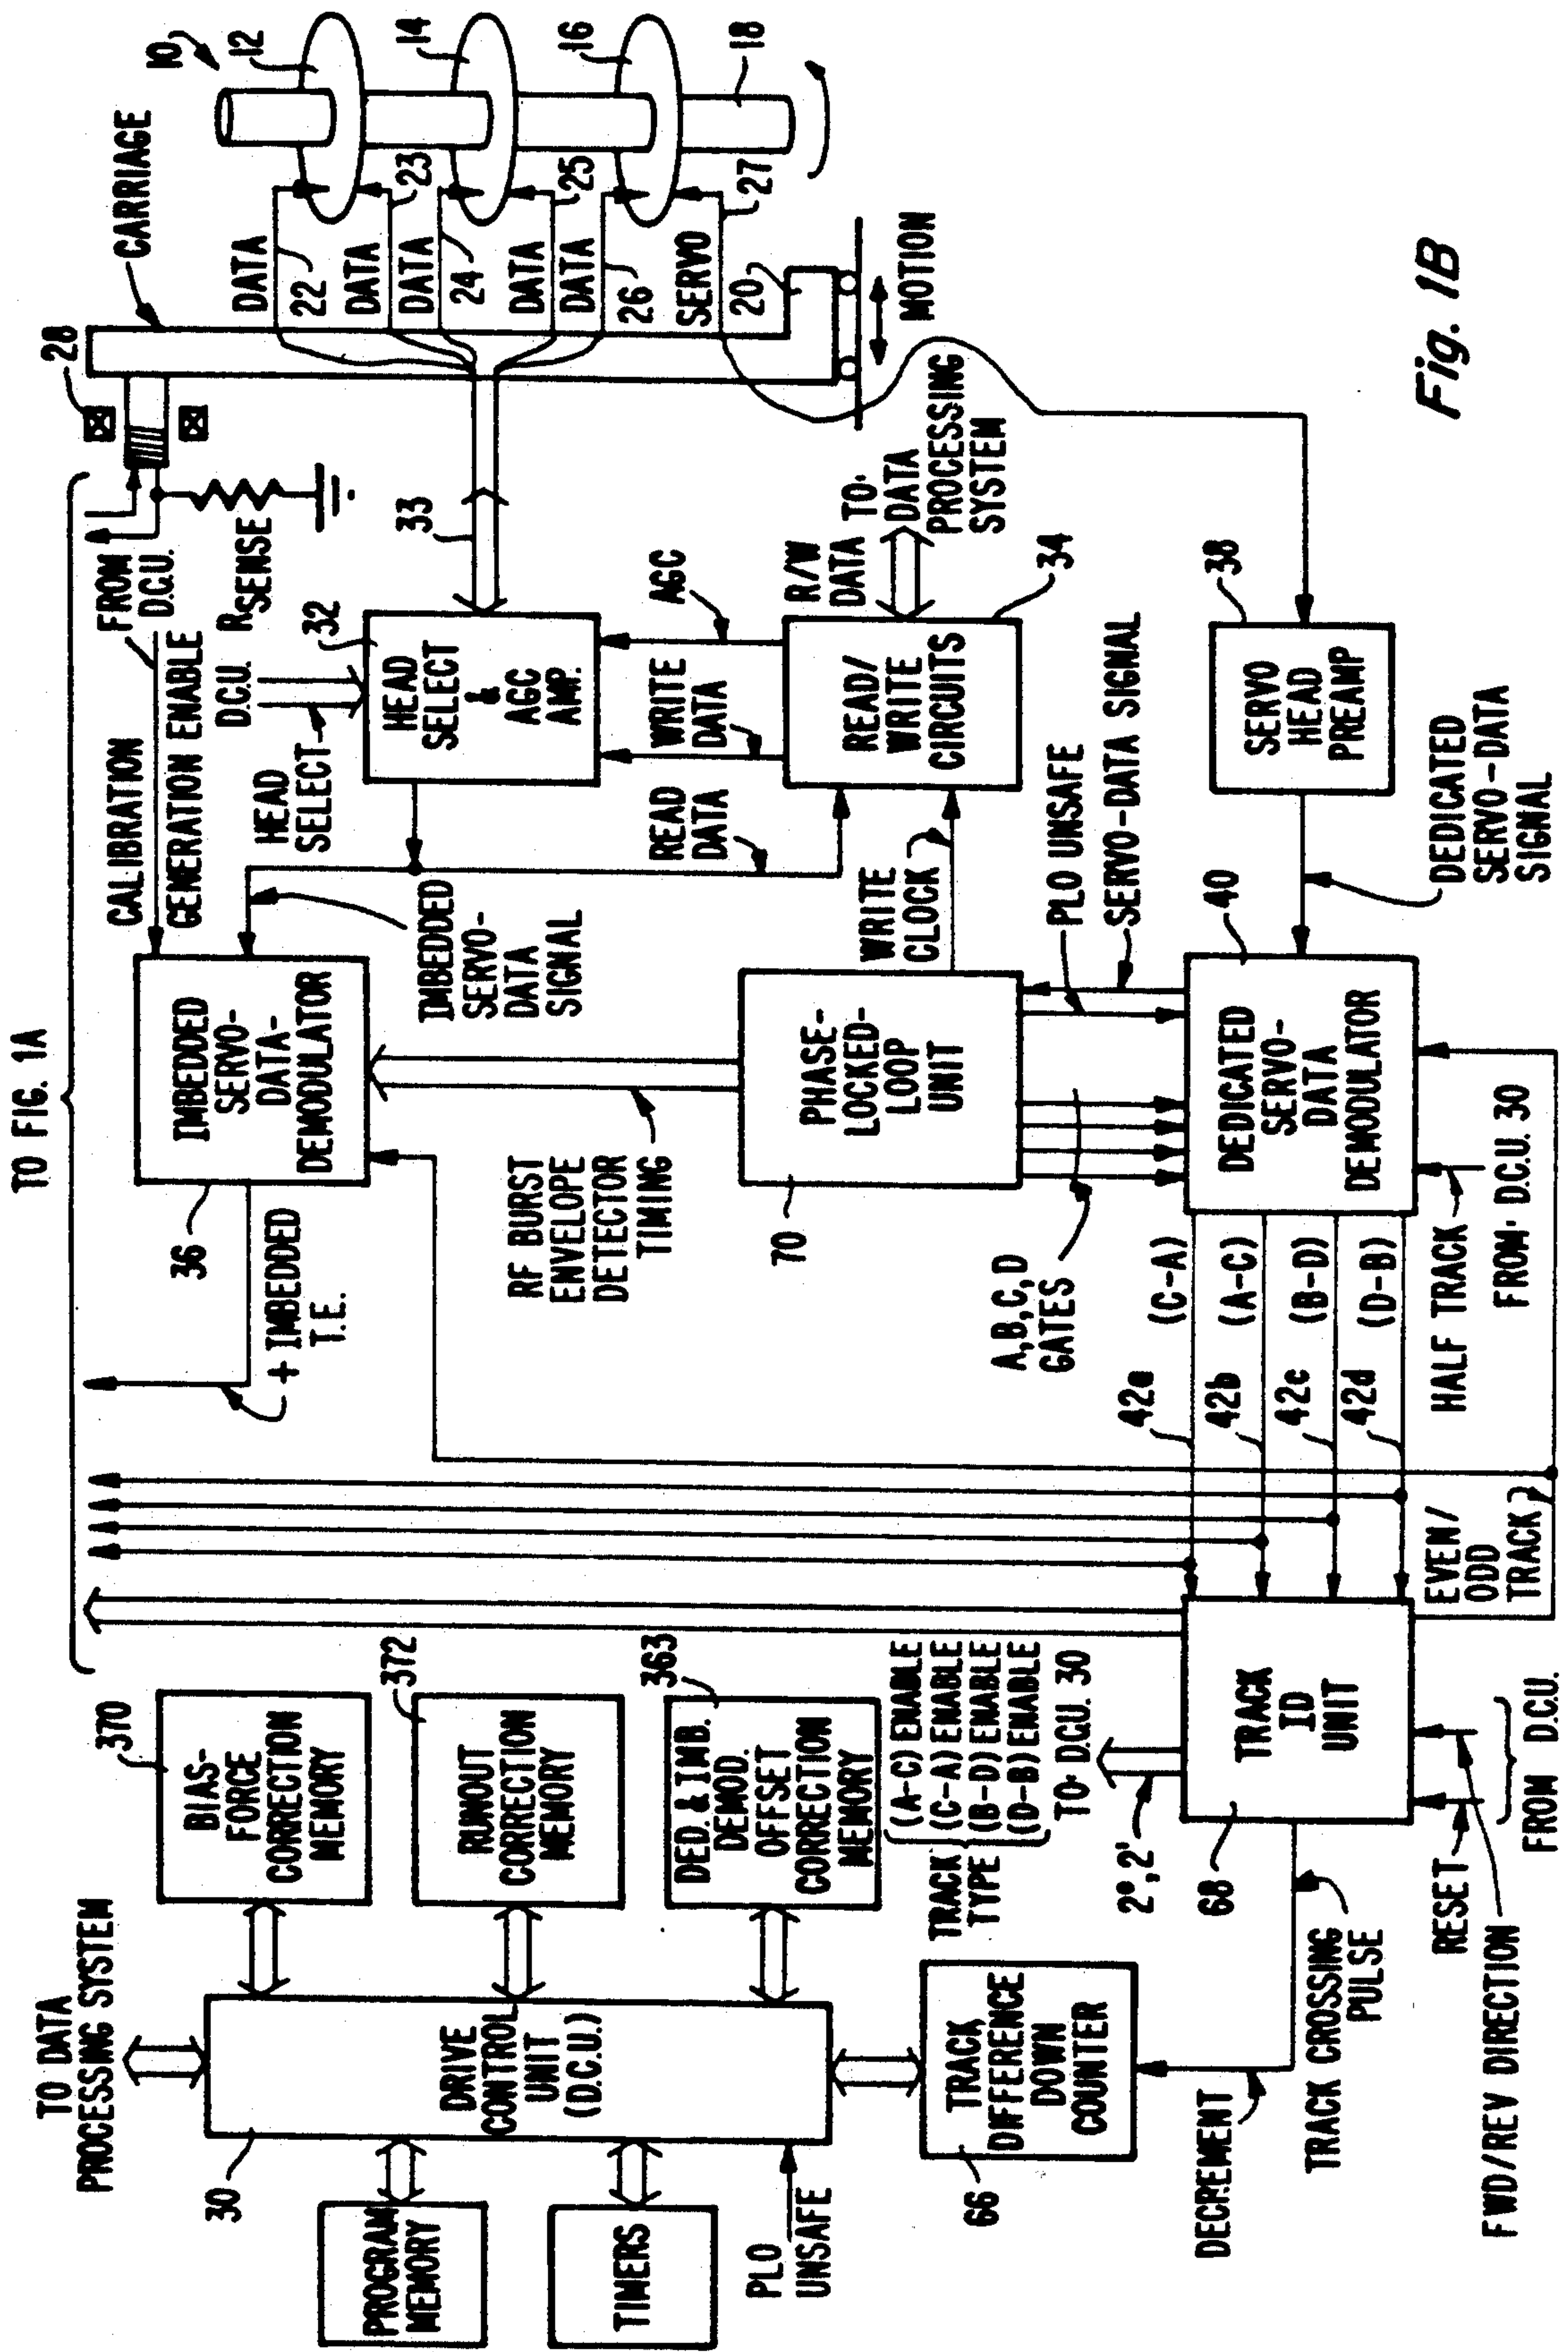 TO FIG. 1A
TO DATA
PROCESSING SYSTEM
30
DRIVE
CONTROL
UNIT
(D.C.U.)
PROGRAM
MEMORY
TIMERS
PLO
UNSAFE
370
BIAS-
FORCE
CORRECTION
MEMORY
372
RUNOUT
CORRECTION
MEMORY
363
DED. & IMB.
DEMOD.
OFFSET
CORRECTION
MEMORY
66
TRACK
DIFFERENCE
DOWN
COUNTER
DECREMENT
TRACK CROSSING
PULSE
TRACK
TYPE
(A-C) ENABLE
(C-A) ENABLE
(B-D) ENABLE
(D-B) ENABLE
TO D.C.U. 30
68
TRACK
ID
UNIT
RESET
FWD/REV DIRECTION
FROM D.C.U.
EVEN/
ODD
TRACK
36
IMBEDDED
SERVO-
DATA-
DEMODULATOR
+ IMBEDDED
T.E.
CALIBRATION
GENERATION ENABLE
FROM
D.C.U.
IMBEDDED
SERVO-
DATA
SIGNAL
RF BURST
ENVELOPE
DETECTOR
TIMING
70
PHASE-
LOCKED-
LOOP
UNIT
A,B,C,D
GATES
WRITE
CLOCK
PLO UNSAFE
SERVO-DATA SIGNAL
40
DEDICATED
SERVO-
DATA
DEMODULATOR
42a
(C-A)
42b
(A-C)
42c
(B-D)
42d
(D-B)
HALF TRACK
FROM D.C.U. 30
D.C.U.
HEAD
SELECT
32
HEAD
SELECT
&
AGC
AMP.
33
READ
DATA
WRITE
DATA
AGC
READ/
WRITE
CIRCUITS
34
R/W
DATA
TO
DATA
PROCESSING
SYSTEM
38
SERVO
HEAD
PREAMP
DEDICATED
SERVO-DATA
SIGNAL
RSENSE
28
CARRIAGE
DATA
22
DATA
23
DATA
24
DATA
25
DATA
26
SERVO
27
20
MOTION
10
12
14
16
18
Fig. 1B